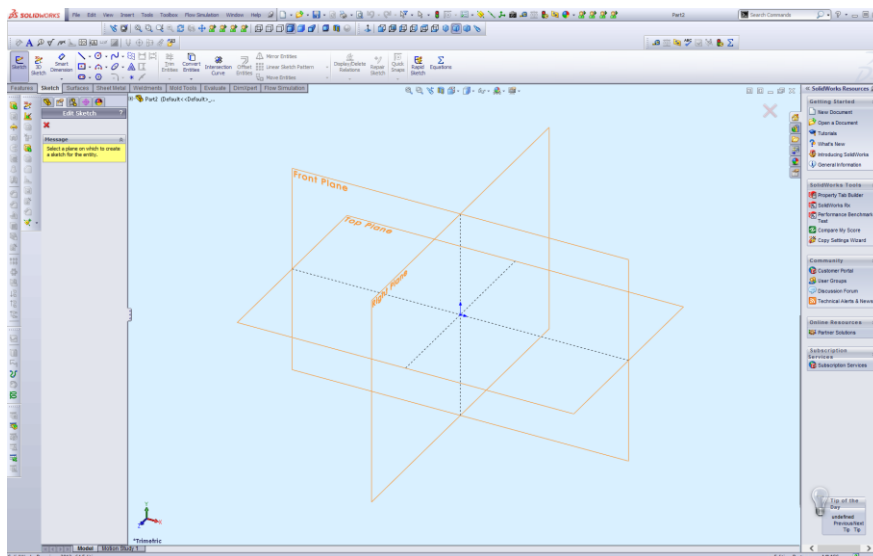 SOLIDWORKS
File Edit View Insert Tools Toolbox Flow Simulation Window Help
Part2
Search Commands
Sketch
3D Sketch
Smart Dimension
Trim Entities
Convert Entities
Intersection Curve
Offset Entities
Mirror Entities
Linear Sketch Pattern
Move Entities
Display/Delete Relations
Repair Sketch
Quick Snaps
Rapid Sketch
Equations
Features Sketch Surfaces Sheet Metal Weldments Mold Tools Evaluate DimXpert Flow Simulation
Edit Sketch
Message
Select a plane on which to create
a sketch for the entity.
Part2 (Default<<Default>_...
Front Plane
Top Plane
Right Plane
Y
X
Z
*Trimetric
Model Motion Study 1
SolidWorks Resources
Getting Started
New Document
Open a Document
Tutorials
What's New
Introducing SolidWorks
General Information
SolidWorks Tools
Property Tab Builder
SolidWorks Rx
Performance Benchmark
Test
Compare My Score
Copy Settings Wizard
Community
Customer Portal
User Groups
Discussion Forum
Technical Alerts & News
Online Resources
Partner Solutions
Subscription
Services
Subscription Services
Tip of the
Day
undefined
Previous Next
Tip Tip